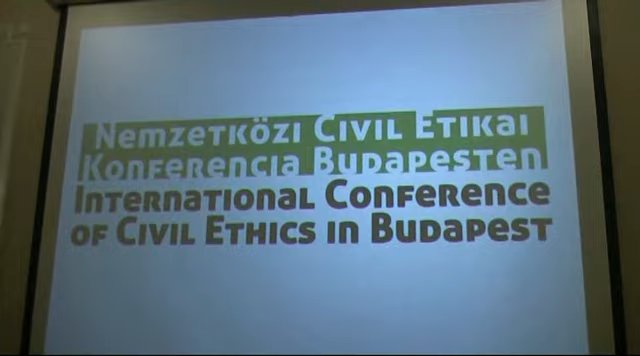 Nemzetközi Civil Etikai
Konferencia Budapesten
International Conference
of Civil Ethics in Budapest